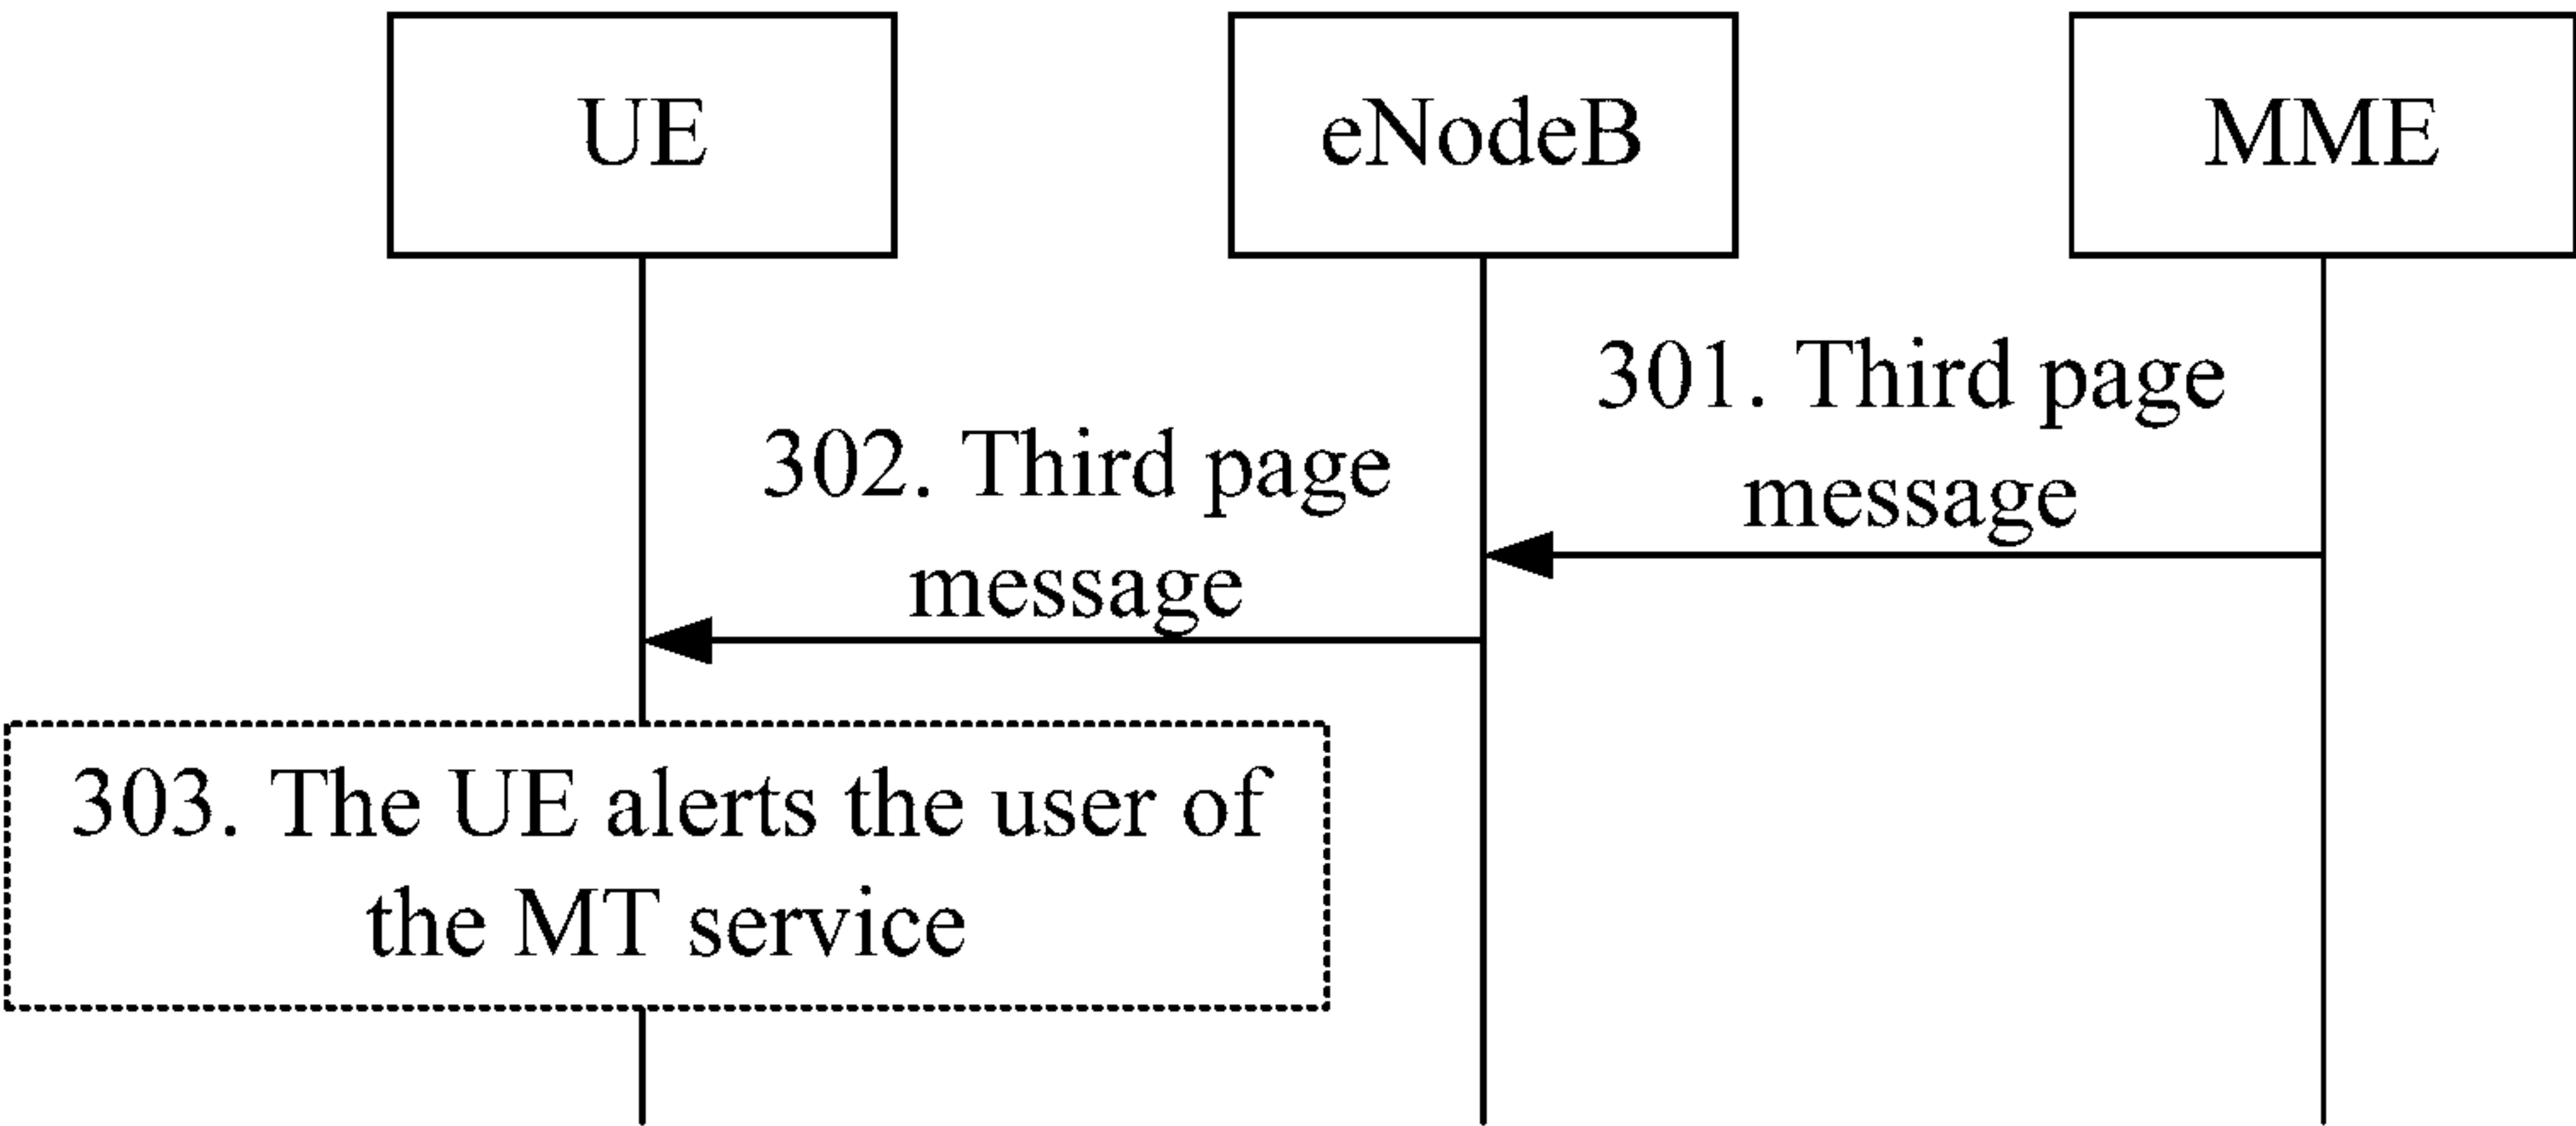 UE
eNodeB
MME
301. Third page
message
302. Third page
message
303. The UE alerts the user of
the MT service